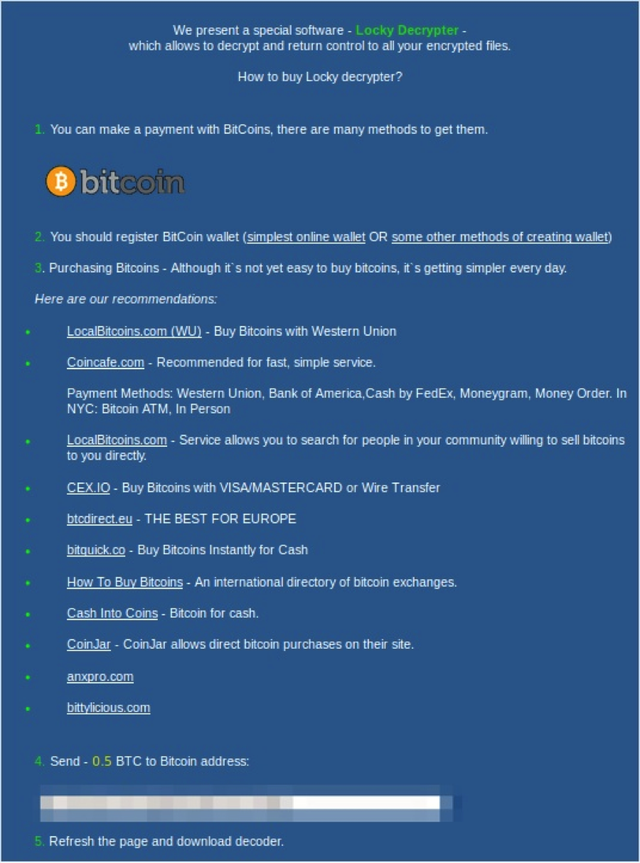 We present a special software - Locky Decrypter -
which allows to decrypt and return control to all your encrypted files.
How to buy Locky decrypter?
1. You can make a payment with BitCoins, there are many methods to get them.
bitcoin
2. You should register BitCoin wallet (simplest online wallet OR some other methods of creating wallet)
3. Purchasing Bitcoins - Although it`s not yet easy to buy bitcoins, it`s getting simpler every day.
Here are our recommendations:
LocalBitcoins.com (WU) - Buy Bitcoins with Western Union
Coincafe.com - Recommended for fast, simple service.
Payment Methods: Western Union, Bank of America,Cash by FedEx, Moneygram, Money Order. In
NYC: Bitcoin ATM, In Person
LocalBitcoins.com - Service allows you to search for people in your community willing to sell bitcoins
to you directly.
CEX.IO - Buy Bitcoins with VISA/MASTERCARD or Wire Transfer
btcdirect.eu - THE BEST FOR EUROPE
bitquick.co - Buy Bitcoins Instantly for Cash
How To Buy Bitcoins - An international directory of bitcoin exchanges.
Cash Into Coins - Bitcoin for cash.
CoinJar - CoinJar allows direct bitcoin purchases on their site.
anxpro.com
bittylicious.com
4. Send - 0.5 BTC to Bitcoin address:
5. Refresh the page and download decoder.